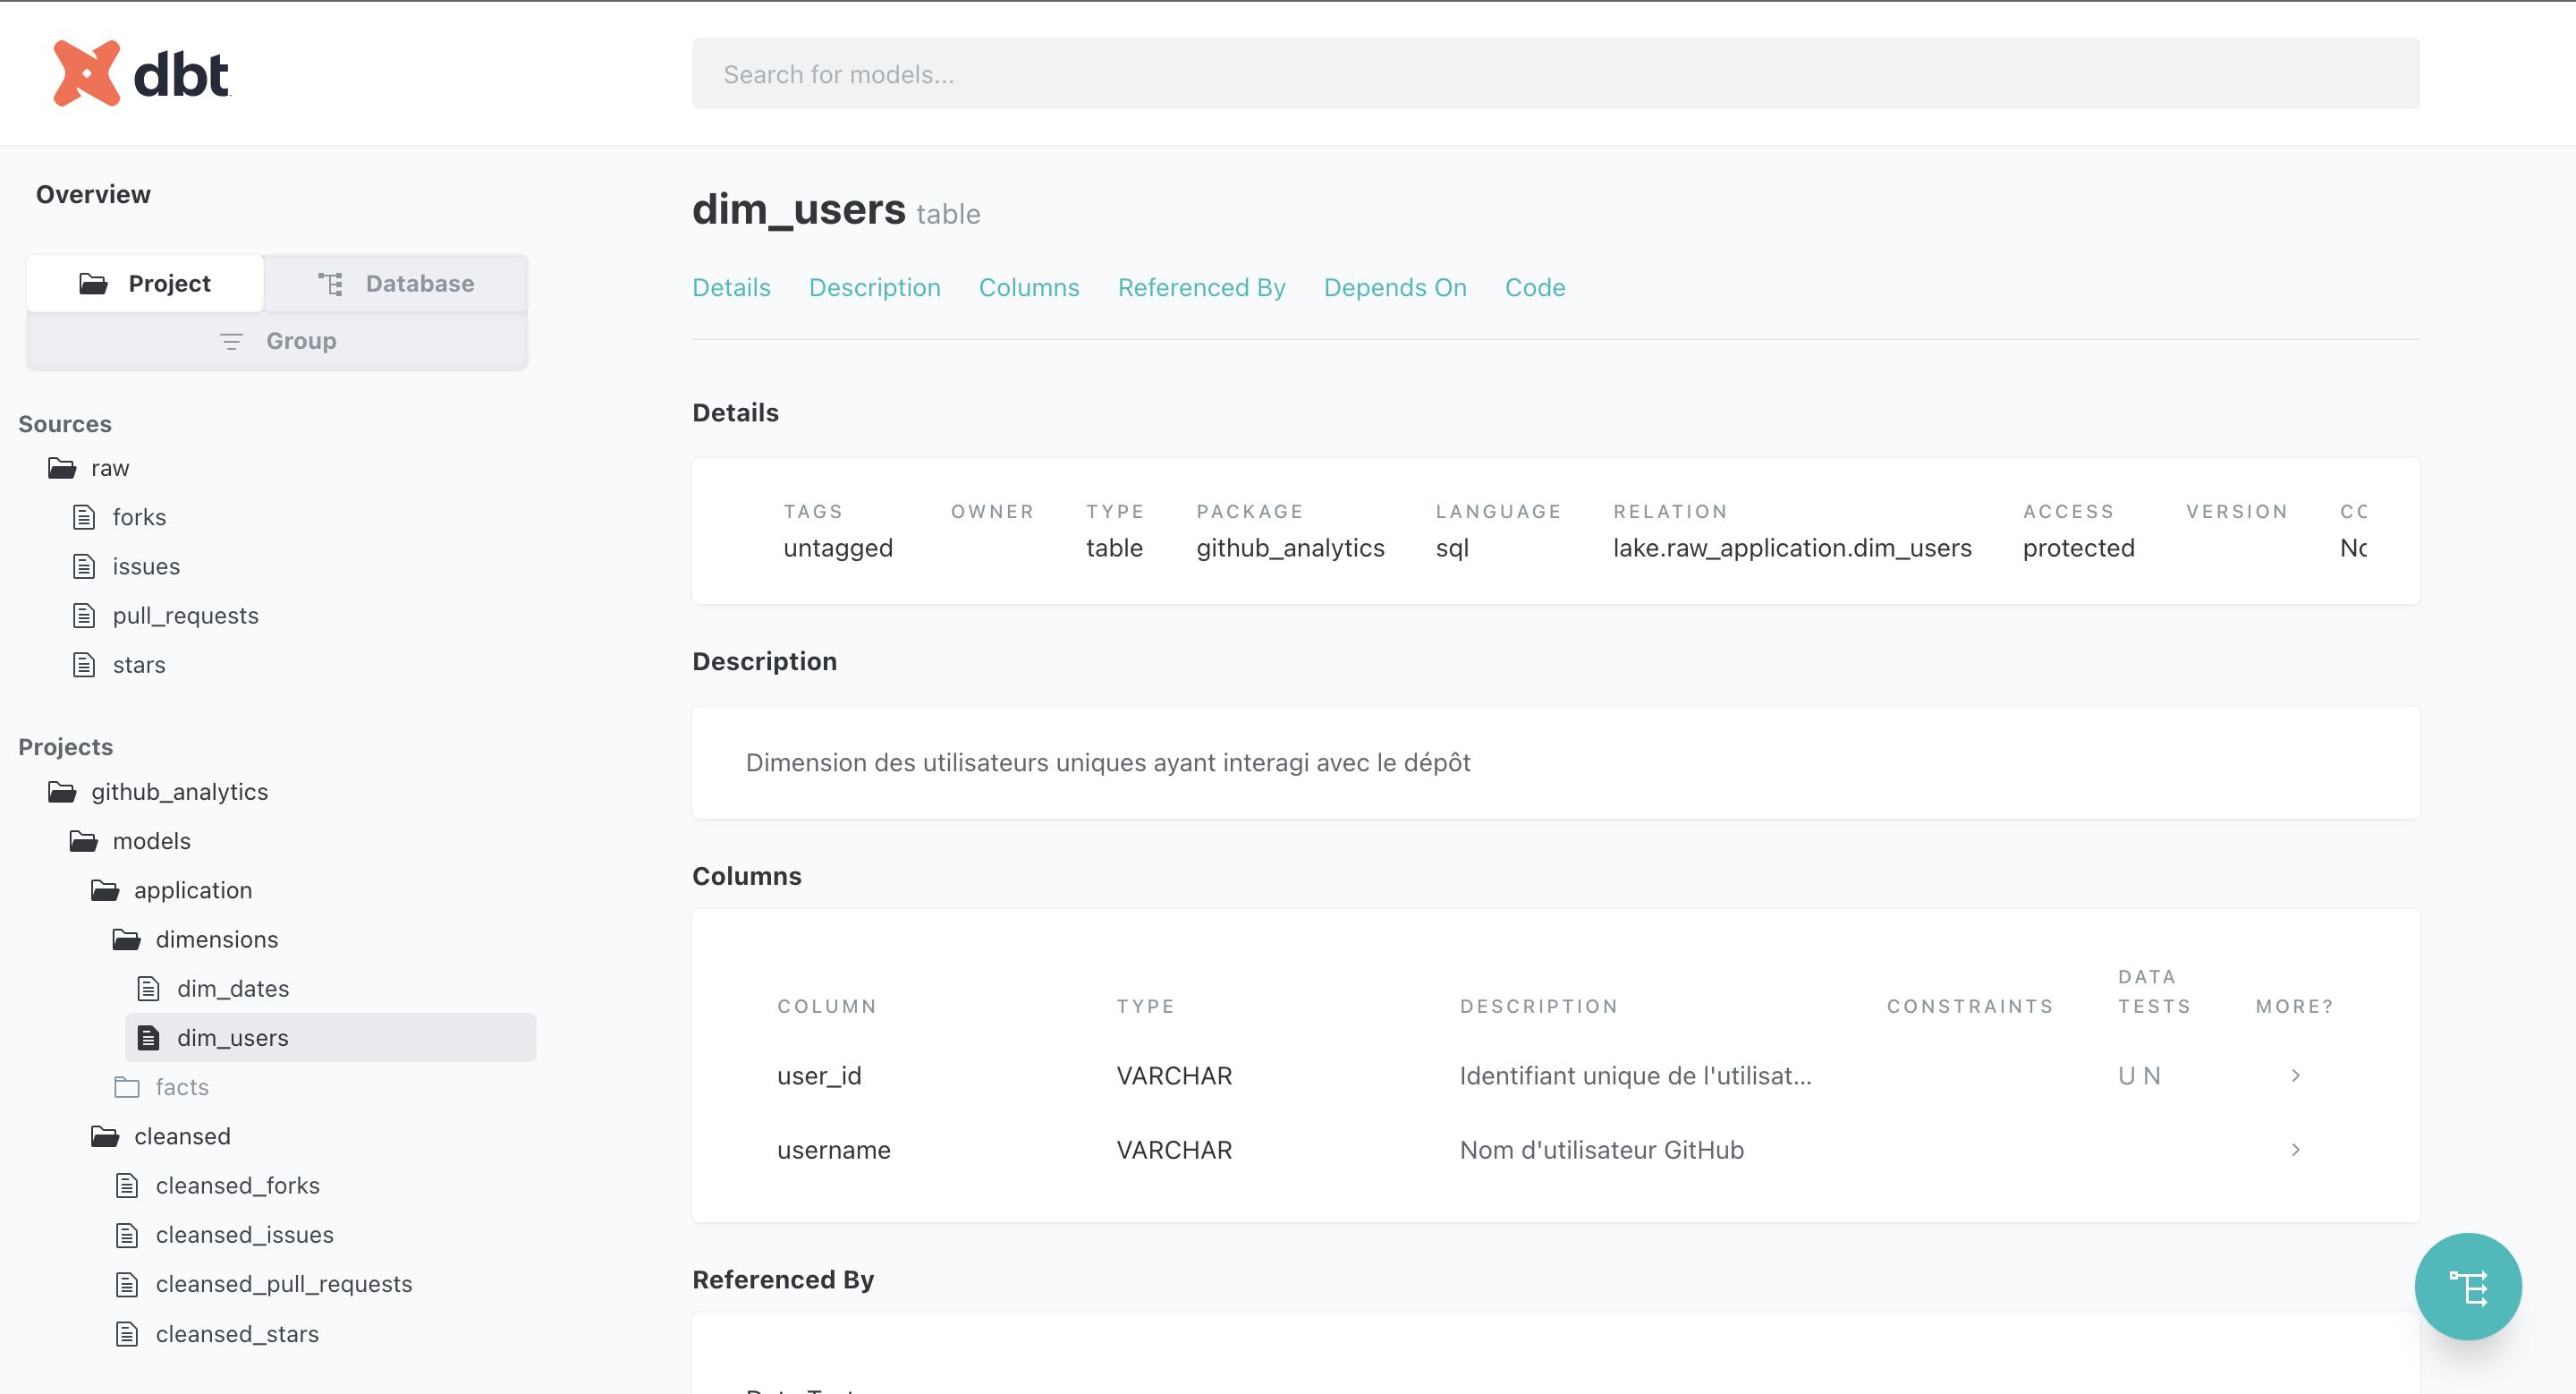 dbt
Search for models...
Overview
Project
Database
Group
Sources
raw
forks
issues
pull_requests
stars
Projects
github_analytics
models
application
dimensions
dim_dates
dim_users
facts
cleansed
cleansed_forks
cleansed_issues
cleansed_pull_requests
cleansed_stars
dim_users table
Details Description Columns Referenced By Depends On Code
Details
TAGS OWNER TYPE PACKAGE LANGUAGE RELATION ACCESS VERSION
untagged table github_analytics sql lake.raw_application.dim_users protected
Description
Dimension des utilisateurs uniques ayant interagi avec le dépôt
Columns
COLUMN TYPE DESCRIPTION CONSTRAINTS DATA TESTS MORE?
user_id VARCHAR Identifiant unique de l'utilisat... U N
username VARCHAR Nom d'utilisateur GitHub
Referenced By